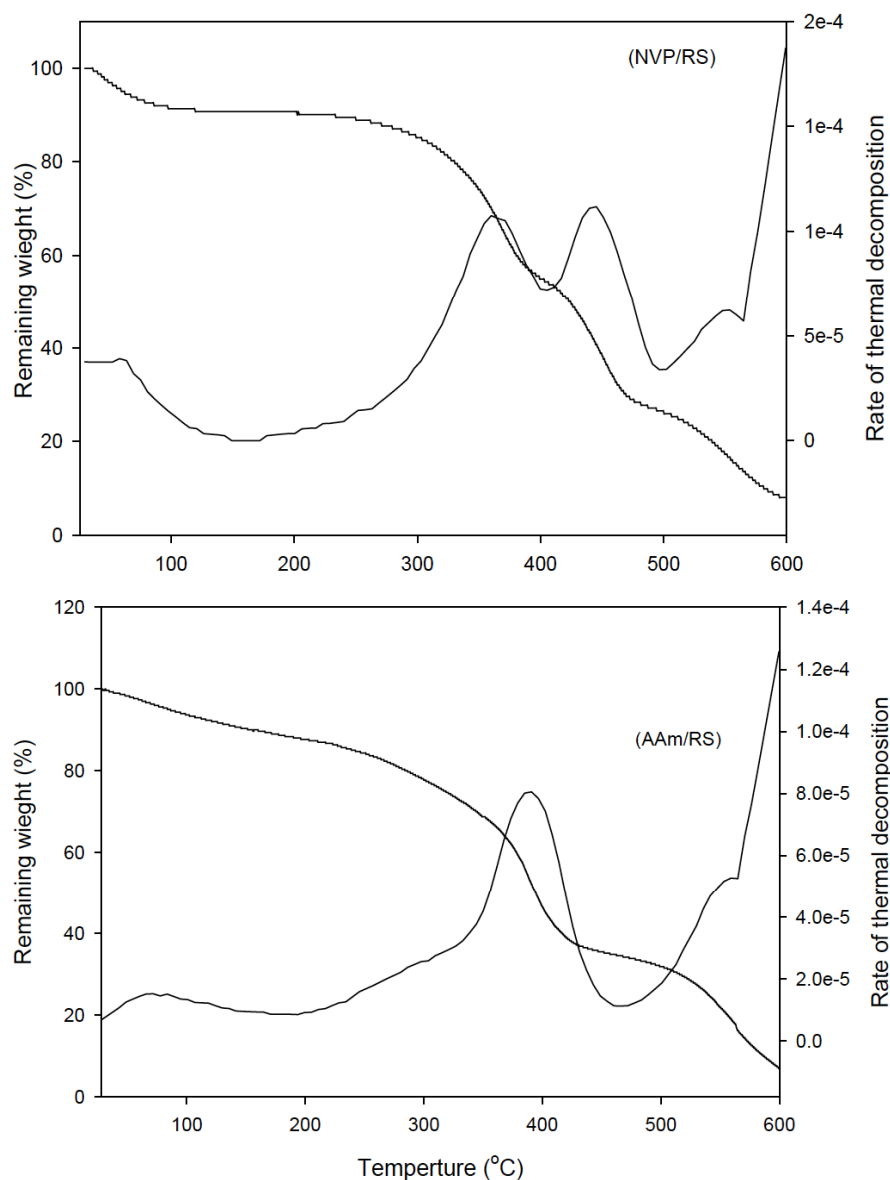 2e-4
100
(NVP/RS)
1e-4
80
Remaining wieght (%)
60
1e-4
Rate of thermal decomposition
40
5e-5
20
0
0
100 200 300 400 500 600
120
1.4e-4
100
1.2e-4
1.0e-4
(AAm/RS)
80
8.0e-5
Remaining wieght (%)
60
6.0e-5
Rate of thermal decomposition
40
4.0e-5
2.0e-5
20
0.0
0
100 200 300 400 500 600
Temperture (°C)